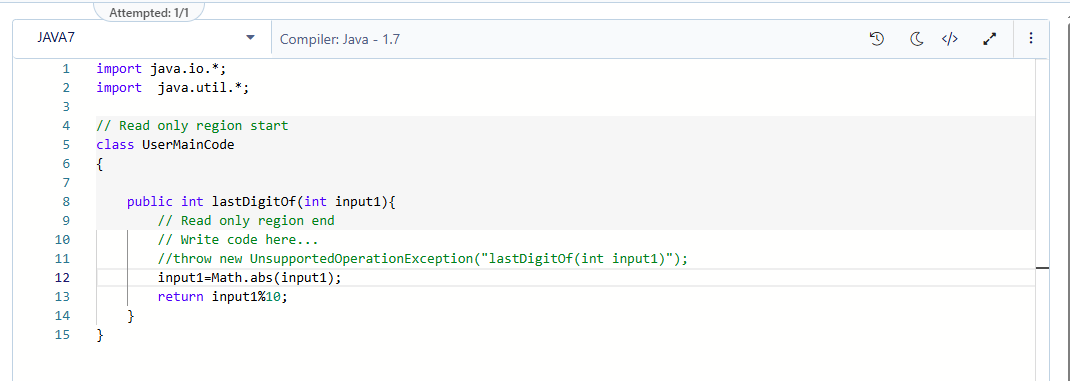 Attempted: 1/1
JAVA7
Compiler: Java - 1.7
1 import java.io.*;
2 import  java.util.*;
3
4 // Read only region start
5 class UserMainCode
6 {
7
8     public int lastDigitOf(int input1){
9         // Read only region end
10         // Write code here...
11         //throw new UnsupportedOperationException("lastDigitOf(int input1)");
12         input1=Math.abs(input1);
13         return input1%10;
14     }
15 }